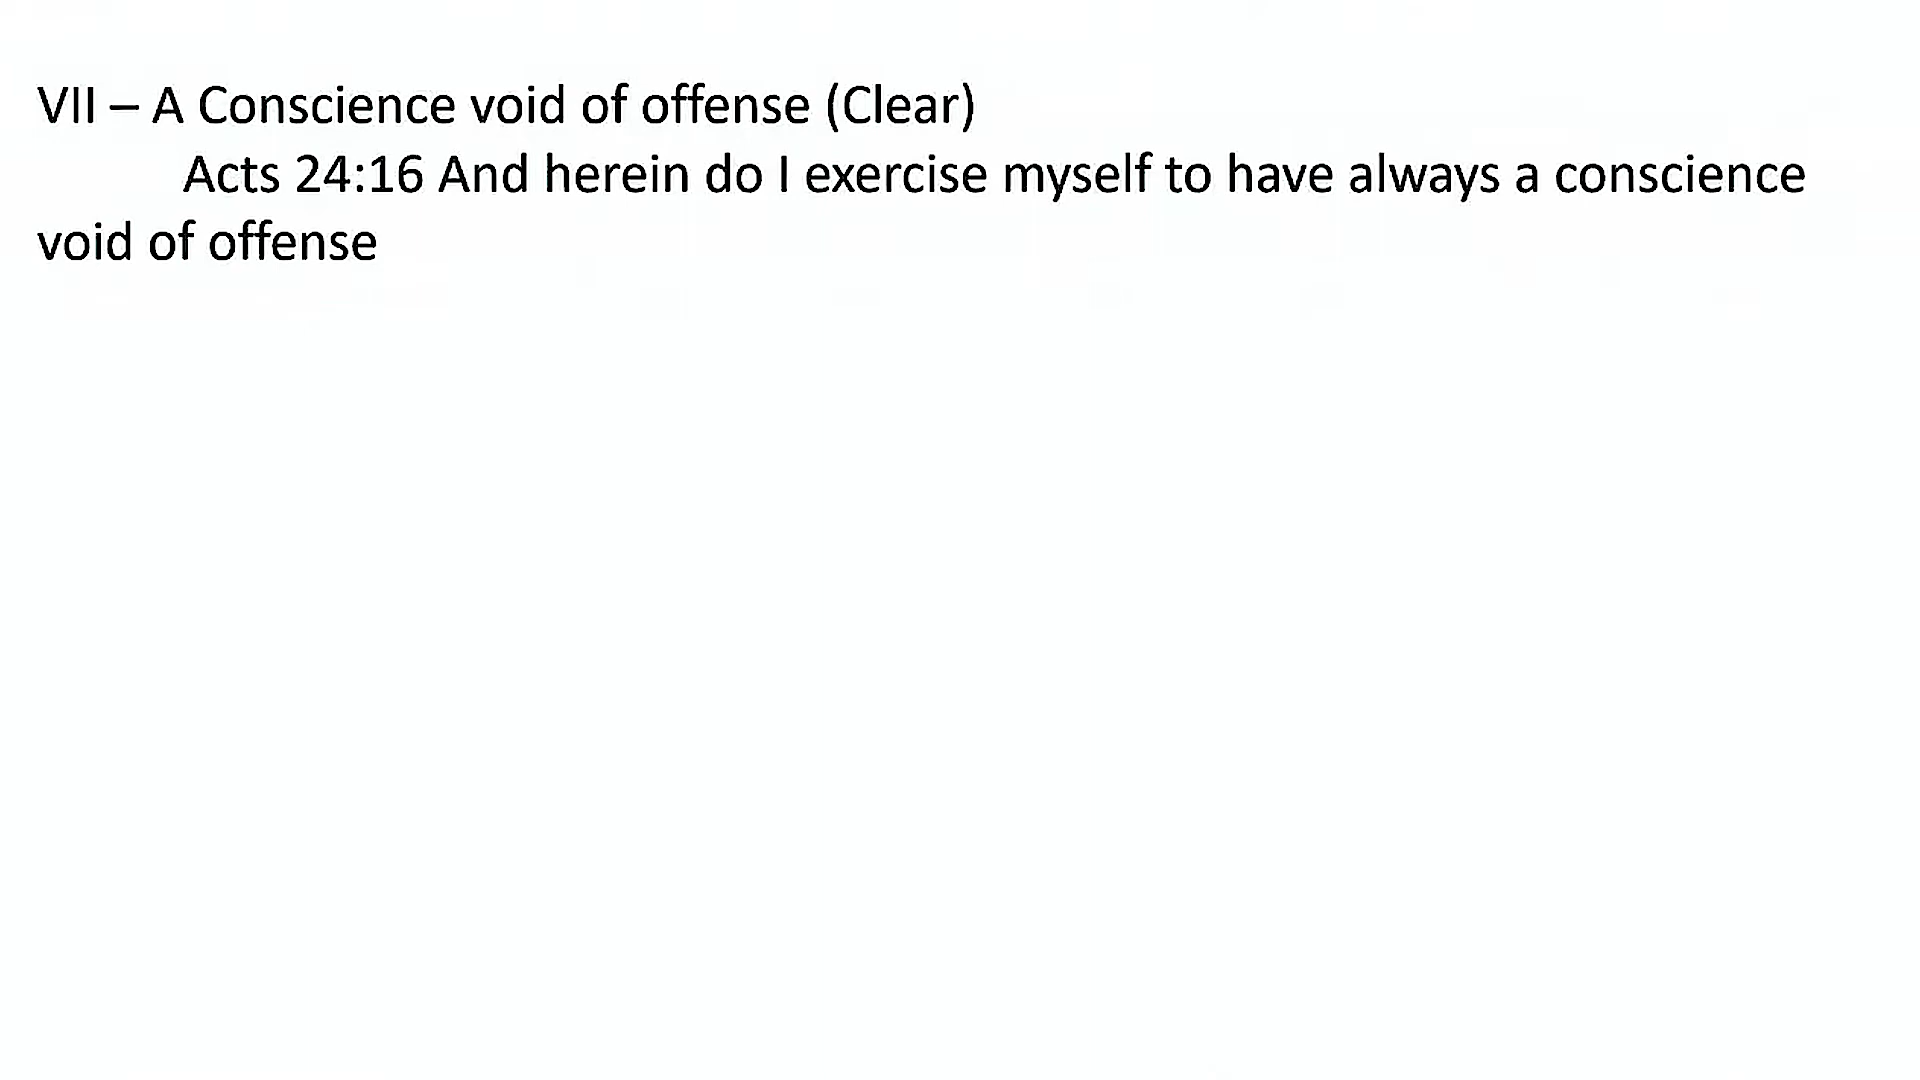 VII – A Conscience void of offense (Clear)
Acts 24:16 And herein do I exercise myself to have always a conscience
void of offense